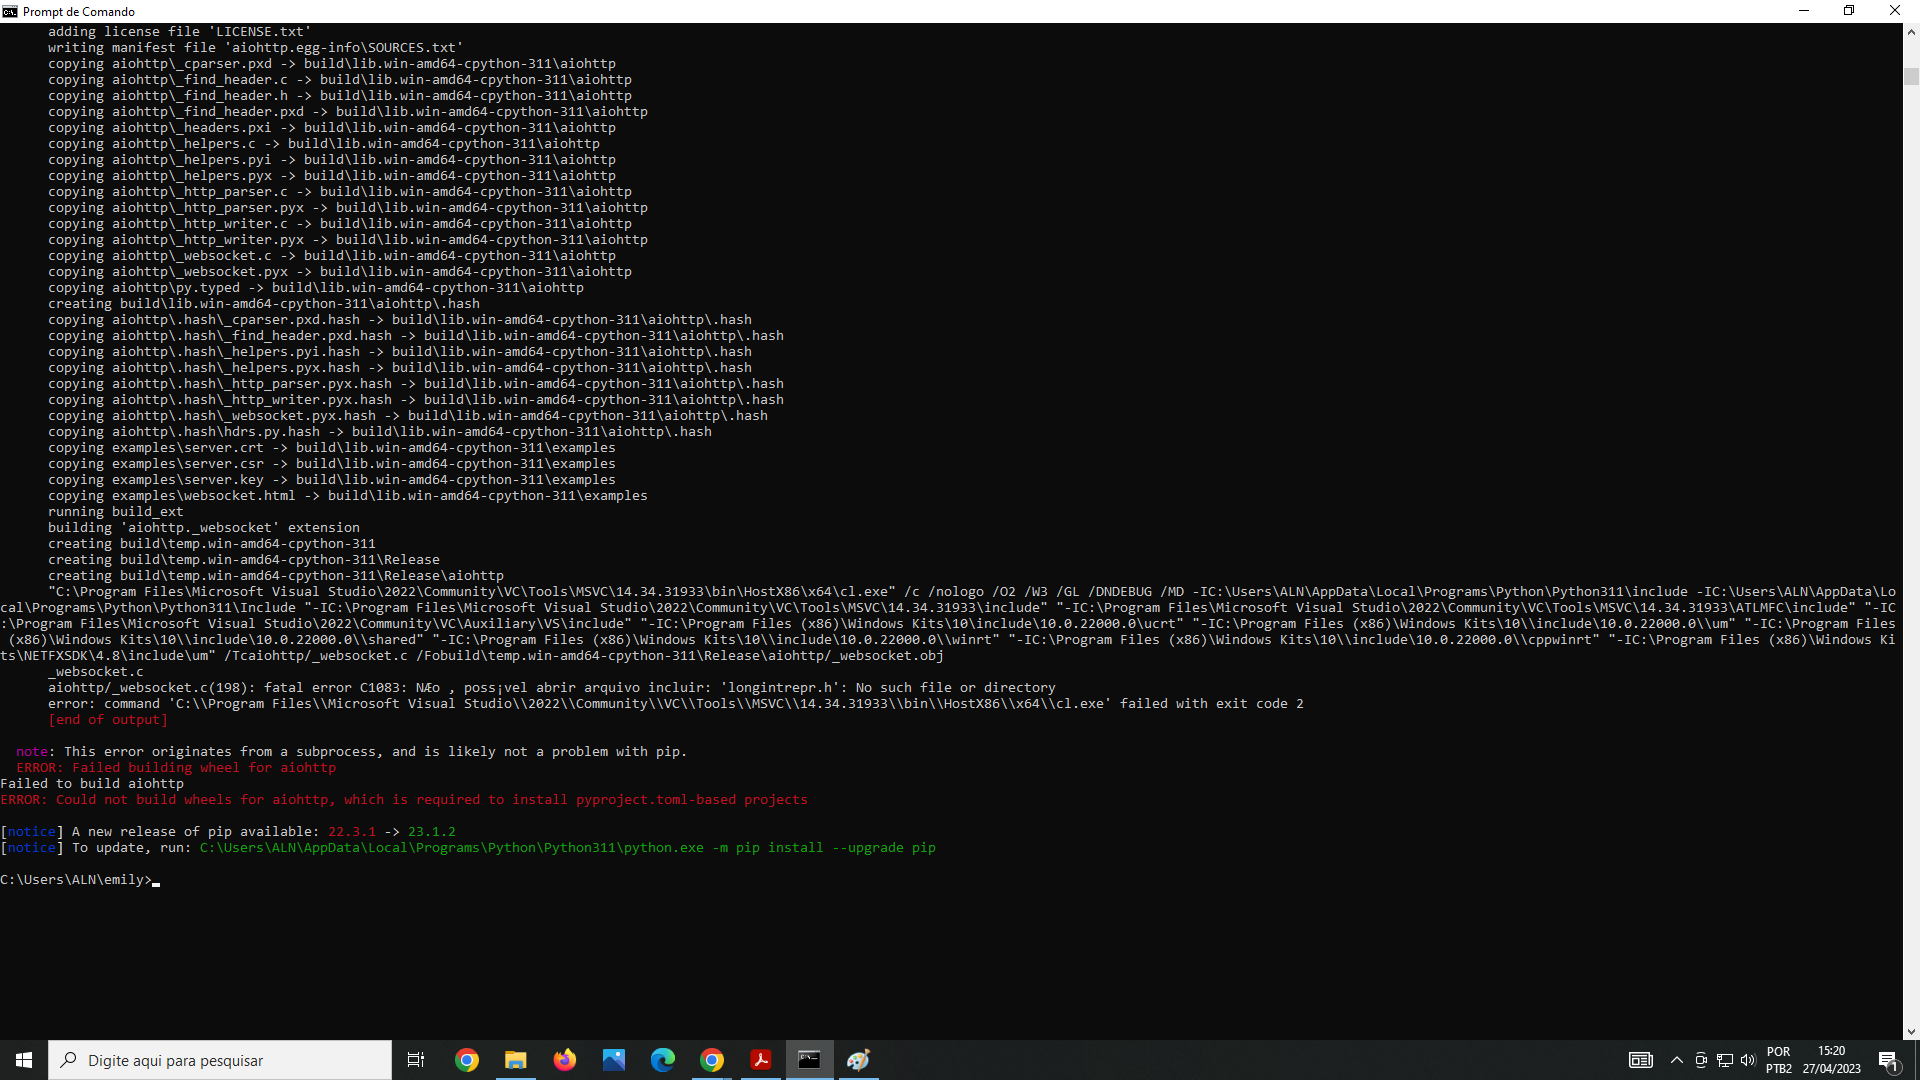 Prompt de Comando
adding license file 'LICENSE.txt'
writing manifest file 'aiohttp.egg-info\SOURCES.txt'
copying aiohttp\_cparser.pxd -> build\lib.win-amd64-cpython-311\aiohttp
copying aiohttp\_find_header.c -> build\lib.win-amd64-cpython-311\aiohttp
copying aiohttp\_find_header.h -> build\lib.win-amd64-cpython-311\aiohttp
copying aiohttp\_find_header.pxd -> build\lib.win-amd64-cpython-311\aiohttp
copying aiohttp\_headers.pxi -> build\lib.win-amd64-cpython-311\aiohttp
copying aiohttp\_helpers.c -> build\lib.win-amd64-cpython-311\aiohttp
copying aiohttp\_helpers.pyi -> build\lib.win-amd64-cpython-311\aiohttp
copying aiohttp\_helpers.pyx -> build\lib.win-amd64-cpython-311\aiohttp
copying aiohttp\_http_parser.c -> build\lib.win-amd64-cpython-311\aiohttp
copying aiohttp\_http_parser.pyx -> build\lib.win-amd64-cpython-311\aiohttp
copying aiohttp\_http_writer.c -> build\lib.win-amd64-cpython-311\aiohttp
copying aiohttp\_http_writer.pyx -> build\lib.win-amd64-cpython-311\aiohttp
copying aiohttp\_websocket.c -> build\lib.win-amd64-cpython-311\aiohttp
copying aiohttp\_websocket.pyx -> build\lib.win-amd64-cpython-311\aiohttp
copying aiohttp\py.typed -> build\lib.win-amd64-cpython-311\aiohttp
creating build\lib.win-amd64-cpython-311\aiohttp\.hash
copying aiohttp\.hash\_cparser.pxd.hash -> build\lib.win-amd64-cpython-311\aiohttp\.hash
copying aiohttp\.hash\_find_header.pxd.hash -> build\lib.win-amd64-cpython-311\aiohttp\.hash
copying aiohttp\.hash\_helpers.pyi.hash -> build\lib.win-amd64-cpython-311\aiohttp\.hash
copying aiohttp\.hash\_helpers.pyx.hash -> build\lib.win-amd64-cpython-311\aiohttp\.hash
copying aiohttp\.hash\_http_parser.pyx.hash -> build\lib.win-amd64-cpython-311\aiohttp\.hash
copying aiohttp\.hash\_http_writer.pyx.hash -> build\lib.win-amd64-cpython-311\aiohttp\.hash
copying aiohttp\.hash\_websocket.pyx.hash -> build\lib.win-amd64-cpython-311\aiohttp\.hash
copying aiohttp\.hash\hdrs.py.hash -> build\lib.win-amd64-cpython-311\aiohttp\.hash
copying examples\server.crt -> build\lib.win-amd64-cpython-311\examples
copying examples\server.csr -> build\lib.win-amd64-cpython-311\examples
copying examples\server.key -> build\lib.win-amd64-cpython-311\examples
copying examples\websocket.html -> build\lib.win-amd64-cpython-311\examples
running build_ext
building 'aiohttp._websocket' extension
creating build\temp.win-amd64-cpython-311
creating build\temp.win-amd64-cpython-311\Release
creating build\temp.win-amd64-cpython-311\Release\aiohttp
"C:\Program Files\Microsoft Visual Studio\2022\Community\VC\Tools\MSVC\14.34.31933\bin\HostX86\x64\cl.exe" /c /nologo /O2 /W3 /GL /DNDEBUG /MD -IC:\Users\ALN\AppData\Local\Programs\Python\Python311\include -IC:\Users\ALN\AppData\Lo
cal\Programs\Python\Python311\Include "-IC:\Program Files\Microsoft Visual Studio\2022\Community\VC\Tools\MSVC\14.34.31933\include" "-IC:\Program Files\Microsoft Visual Studio\2022\Community\VC\Tools\MSVC\14.34.31933\ATLMFC\include" "-IC
:\Program Files\Microsoft Visual Studio\2022\Community\VC\Auxiliary\VS\include" "-IC:\Program Files (x86)\Windows Kits\10\include\10.0.22000.0\ucrt" "-IC:\Program Files (x86)\Windows Kits\10\\include\10.0.22000.0\\um" "-IC:\Program Files
(x86)\Windows Kits\10\\include\10.0.22000.0\\shared" "-IC:\Program Files (x86)\Windows Kits\10\\include\10.0.22000.0\\winrt" "-IC:\Program Files (x86)\Windows Kits\10\\include\10.0.22000.0\\cppwinrt" "-IC:\Program Files (x86)\Windows Ki
ts\NETFXSDK\4.8\include\um" /Tcaiohttp/_websocket.c /Fobuild\temp.win-amd64-cpython-311\Release\aiohttp/_websocket.obj
_websocket.c
aiohttp/_websocket.c(198): fatal error C1083: NÆo , poss¡vel abrir arquivo incluir: 'longintrepr.h': No such file or directory
error: command 'C:\\Program Files\\Microsoft Visual Studio\\2022\\Community\\VC\\Tools\\MSVC\\14.34.31933\\bin\\HostX86\\x64\\cl.exe' failed with exit code 2
[end of output]
note: This error originates from a subprocess, and is likely not a problem with pip.
ERROR: Failed building wheel for aiohttp
Failed to build aiohttp
ERROR: Could not build wheels for aiohttp, which is required to install pyproject.toml-based projects
[notice] A new release of pip available: 22.3.1 -> 23.1.2
[notice] To update, run: C:\Users\ALN\AppData\Local\Programs\Python\Python311\python.exe -m pip install --upgrade pip
C:\Users\ALN\emily>
Digite aqui para pesquisar
POR
PTB2
15:20
27/04/2023
1